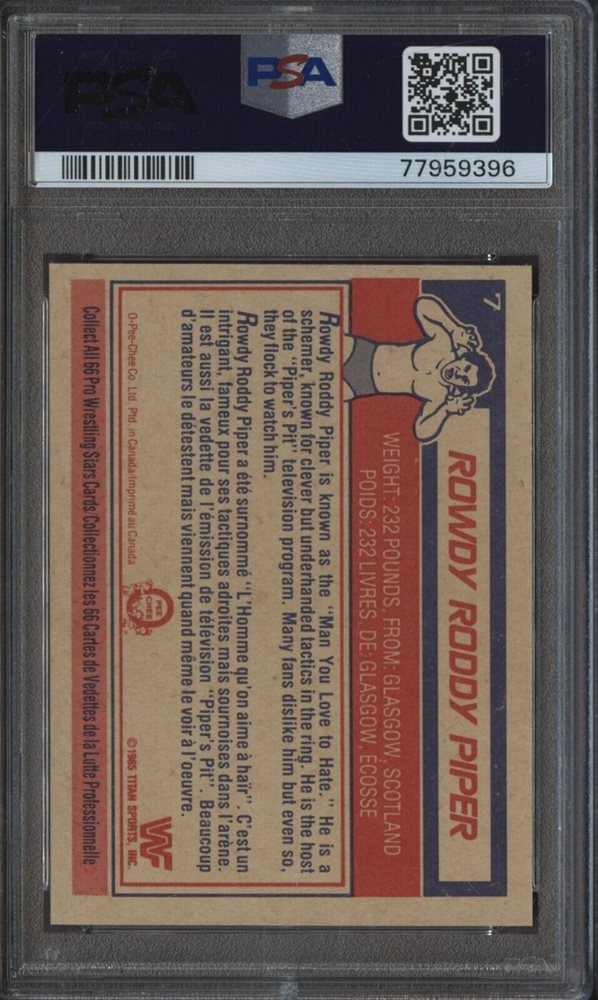 PSA
PSA
77959396
7
ROWDY RODDY PIPER
WEIGHT: 232 POUNDS, FROM: GLASGOW, SCOTLAND
POIDS: 232 LIVRES, DE: GLASGOW, ECOSSE
Rowdy Roddy Piper is known as the "Man You Love to Hate." He is a
schemer, known for clever but underhanded tactics in the ring. He is the host
of the "Piper's Pit" television program. Many fans dislike him but even so,
they flock to watch him.
Rowdy Roddy Piper a été surnommé "L'Homme qu'on aime à haïr". C'est un
intrigant, fameux pour ses tactiques adroites mais sournoises dans l'arène.
Il est aussi la vedette de l'émission de télévision "Piper's Pit". Beaucoup
d'amateurs le détestent mais viennent quand même le voir à l'oeuvre.
O-Pee-Chee Co. Ltd. Ptd. in Canada/Imprimé au Canada
O PEE CHEE
WF
©1985 TITAN SPORTS, INC.
Collect All 66 Pro Wrestling Stars Cards Collectionnez les 66 Cartes de Vedettes de la Lutte Professionnelle